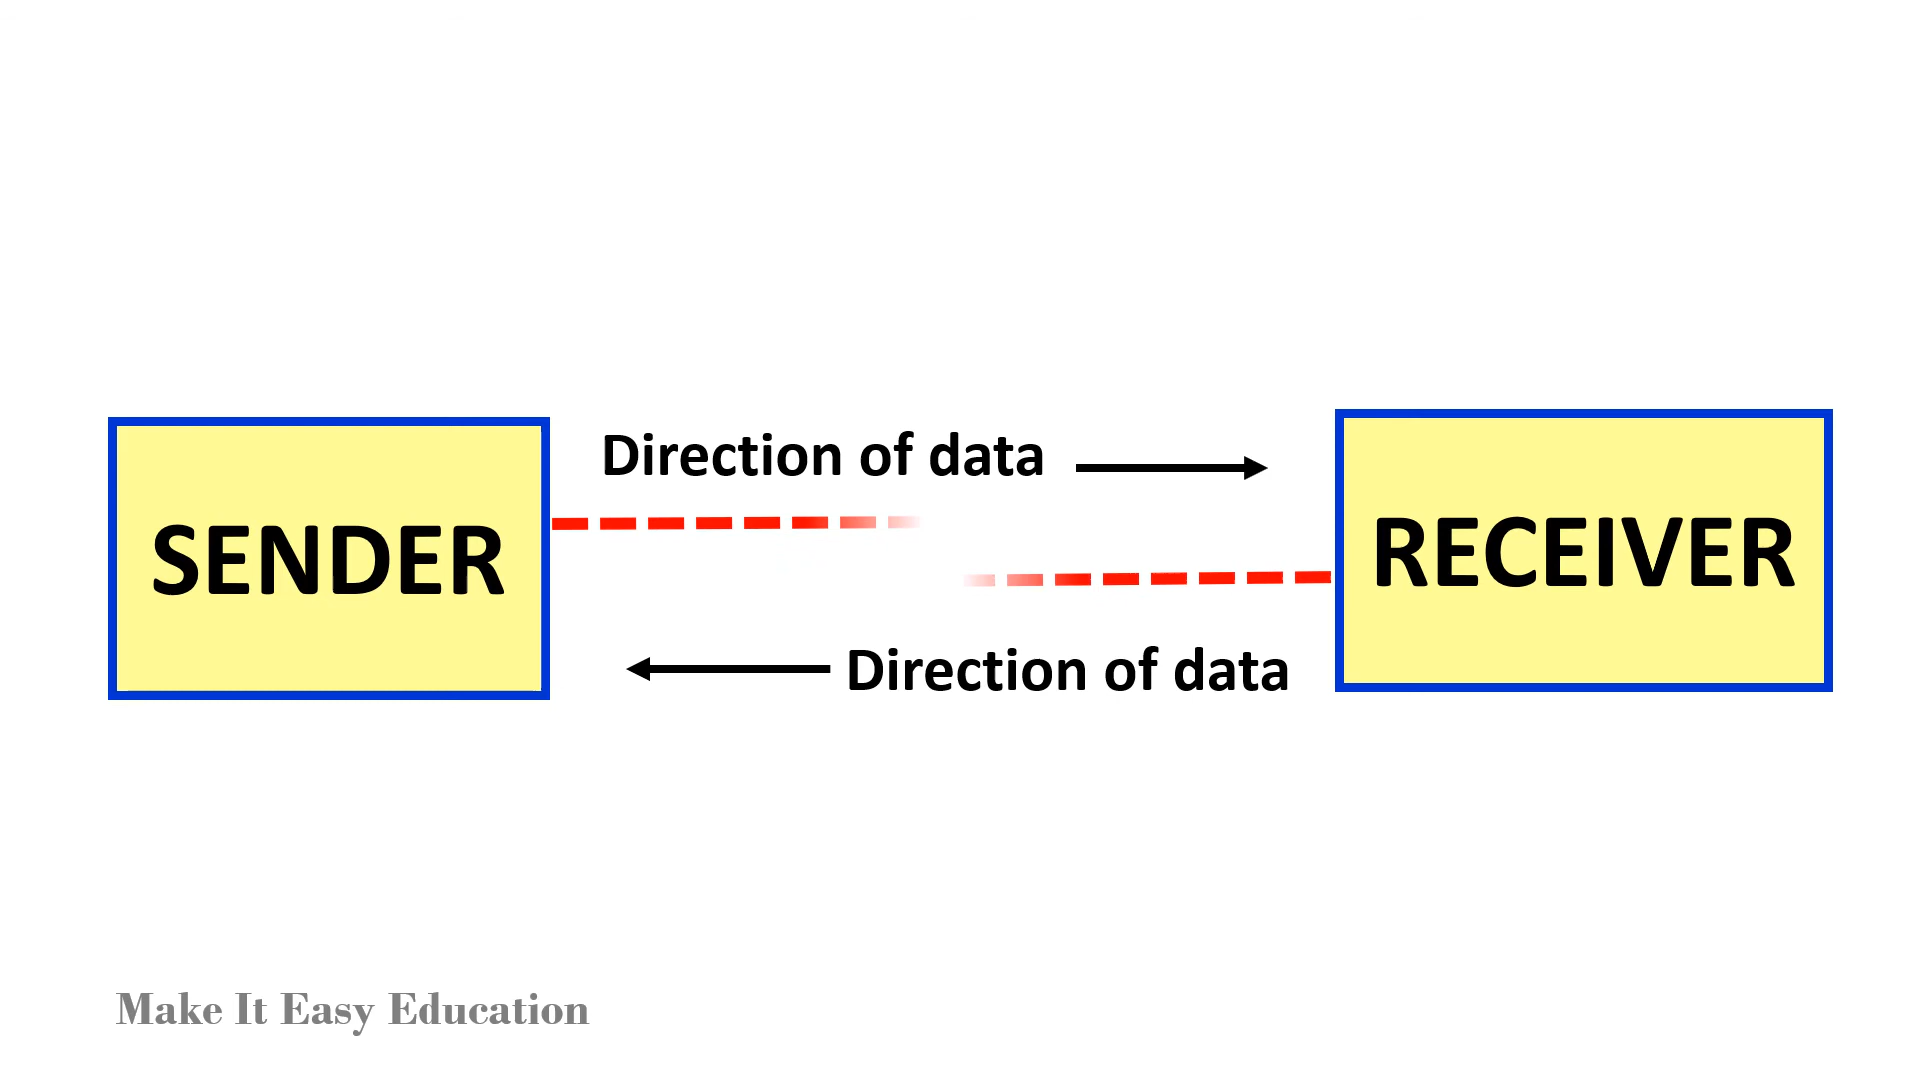 Direction of data
SENDER
RECEIVER
Direction of data
Make It Easy Education